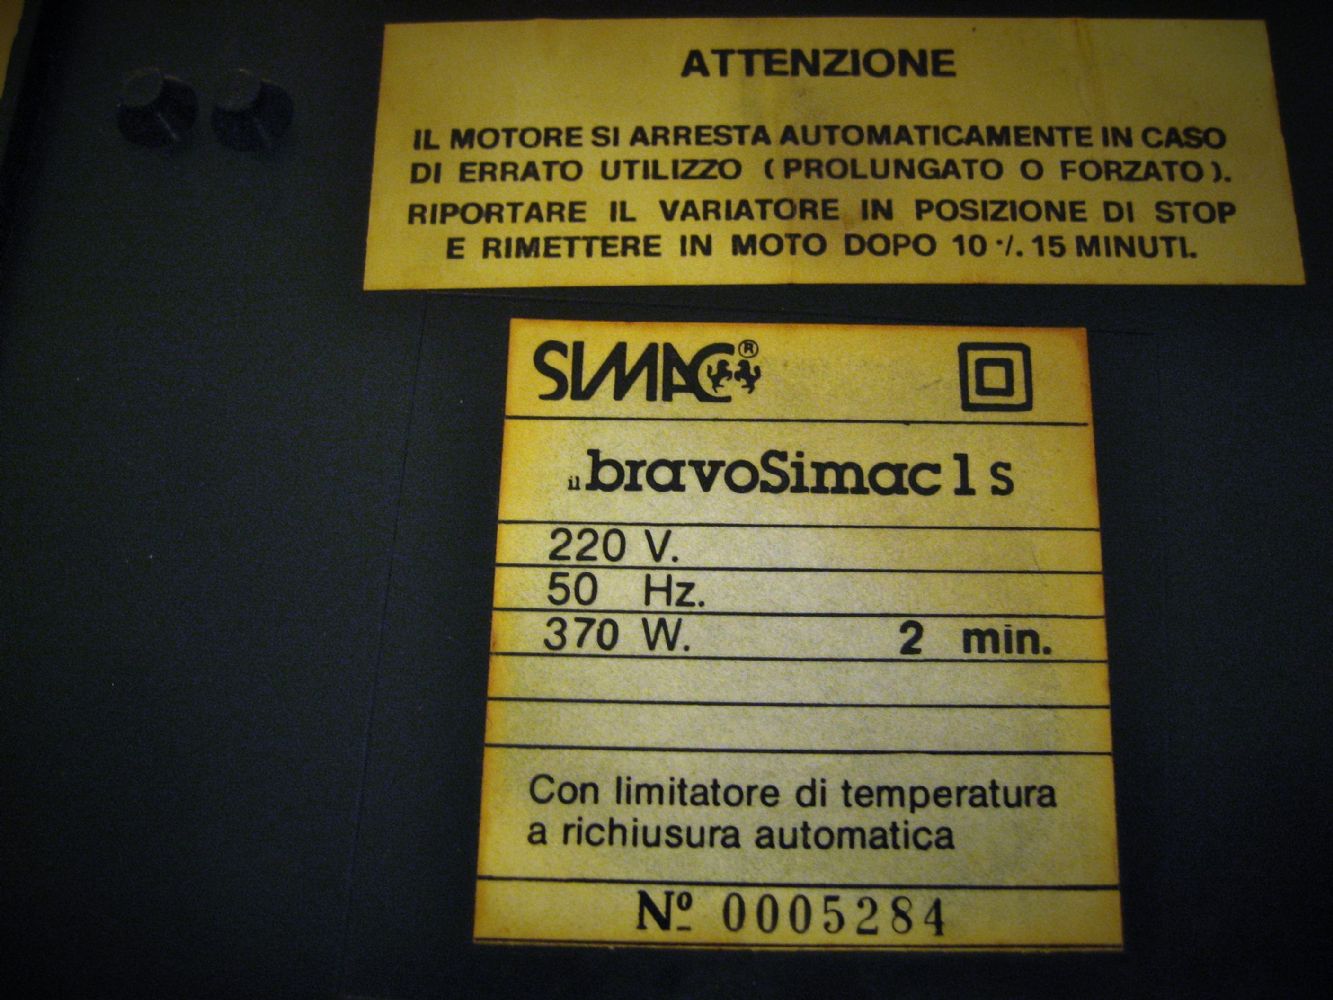 ATTENZIONE
IL MOTORE SI ARRESTA AUTOMATICAMENTE IN CASO
DI ERRATO UTILIZZO (PROLUNGATO O FORZATO).
RIPORTARE IL VARIATORE IN POSIZIONE DI STOP
E RIMETTERE IN MOTO DOPO 10 ·/. 15 MINUTI.
SIMAC®
il bravoSimac 1 s
220 V.
50 Hz.
370 W. 2 min.
Con limitatore di temperatura
a richiusura automatica
Nº 0005284